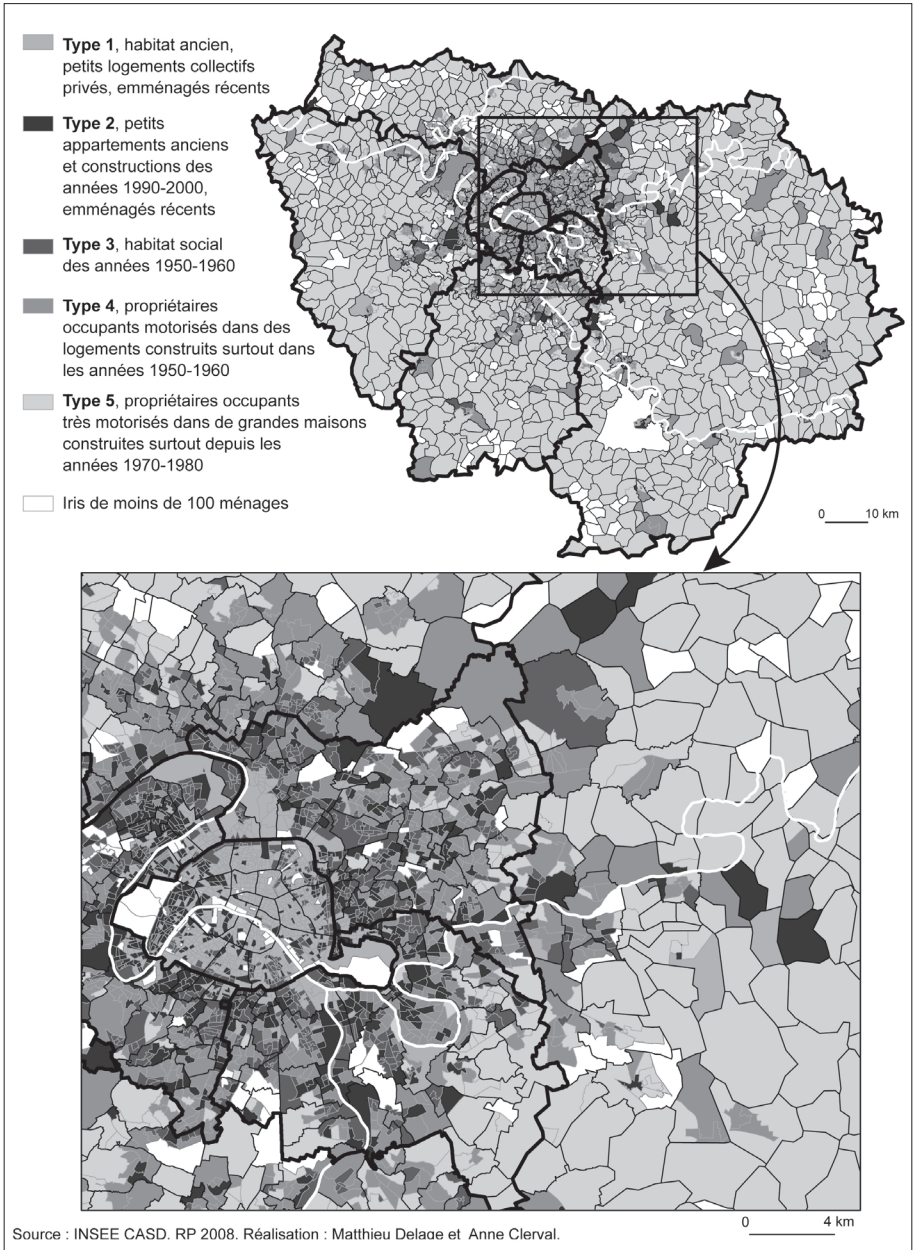 Type 1, habitat ancien,
petits logements collectifs
privés, emménagés récents
Type 2, petits
appartements anciens
et constructions des
années 1990-2000,
emménagés récents
Type 3, habitat social
des années 1950-1960
Type 4, propriétaires
occupants motorisés dans des
logements construits surtout dans
les années 1950-1960
Type 5, propriétaires occupants
très motorisés dans de grandes maisons
construites surtout depuis les
années 1970-1980
Iris de moins de 100 ménages
0 10 km
0 4 km
Source : INSEE CASD. RP 2008. Réalisation : Matthieu Delage et Anne Clerval.